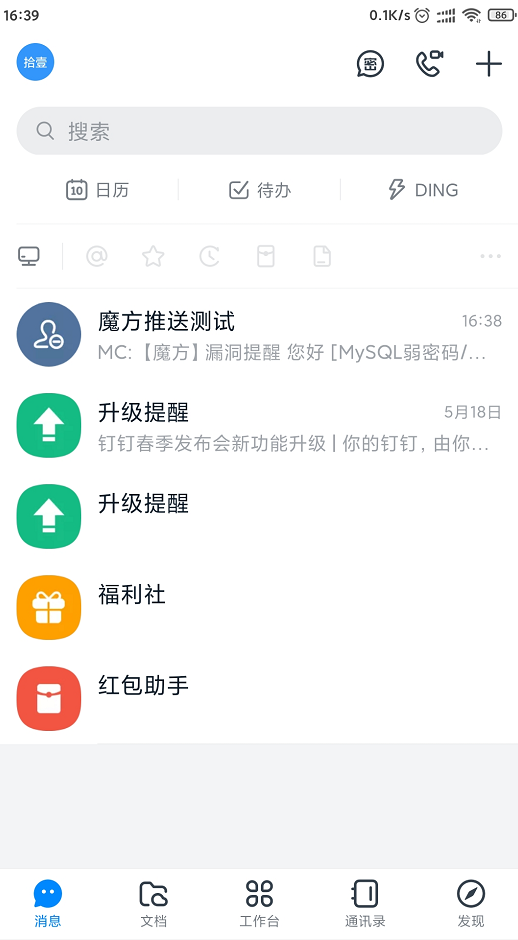 16:39
0.1K/s 86
拾壹
密
搜索
10 日历 待办 DING
魔方推送测试 16:38
MC:【魔方】漏洞提醒 您好 [MySQL弱密码/...
升级提醒 5月18日
钉钉春季发布会新功能升级 | 你的钉钉，由你...
升级提醒
福利社
红包助手
消息 文档 工作台 通讯录 发现